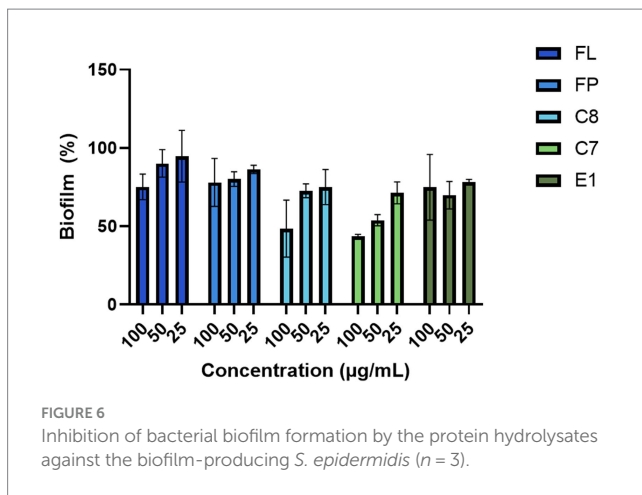 150
100
50
0
Biofilm (%)
100 50 25 100 50 25 100 50 25 100 50 25 100 50 25
Concentration (µg/mL)
FL
FP
C8
C7
E1
FIGURE 6
Inhibition of bacterial biofilm formation by the protein hydrolysates
against the biofilm-producing S. epidermidis (n = 3).